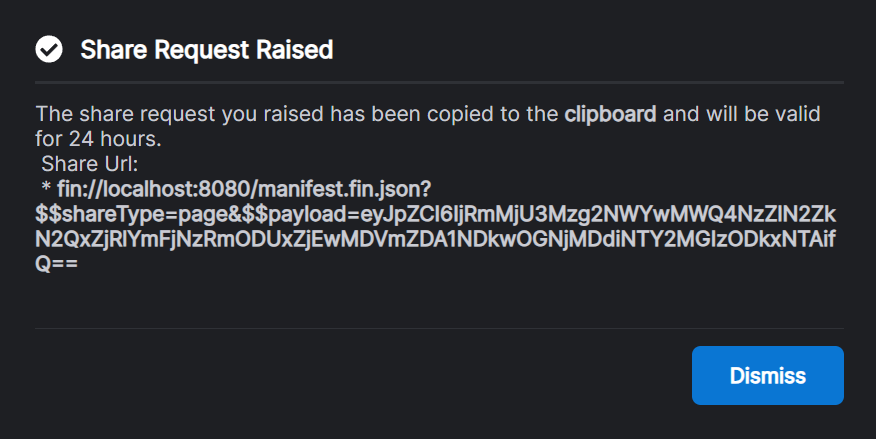 Share Request Raised
The share request you raised has been copied to the clipboard and will be valid
for 24 hours.
Share Url:
* fin://localhost:8080/manifest.fin.json?
$$shareType=page&$$payload=eyJpZCI6IjRmMjU3Mzg2NWYwMWQ4NzZlN2Zk
N2QxZjRlYmFjNzRmODUxZjEwMDVmZDA1NDkwOGNjMDdiNTY2MGIzODkxNTAif
Q==
Dismiss